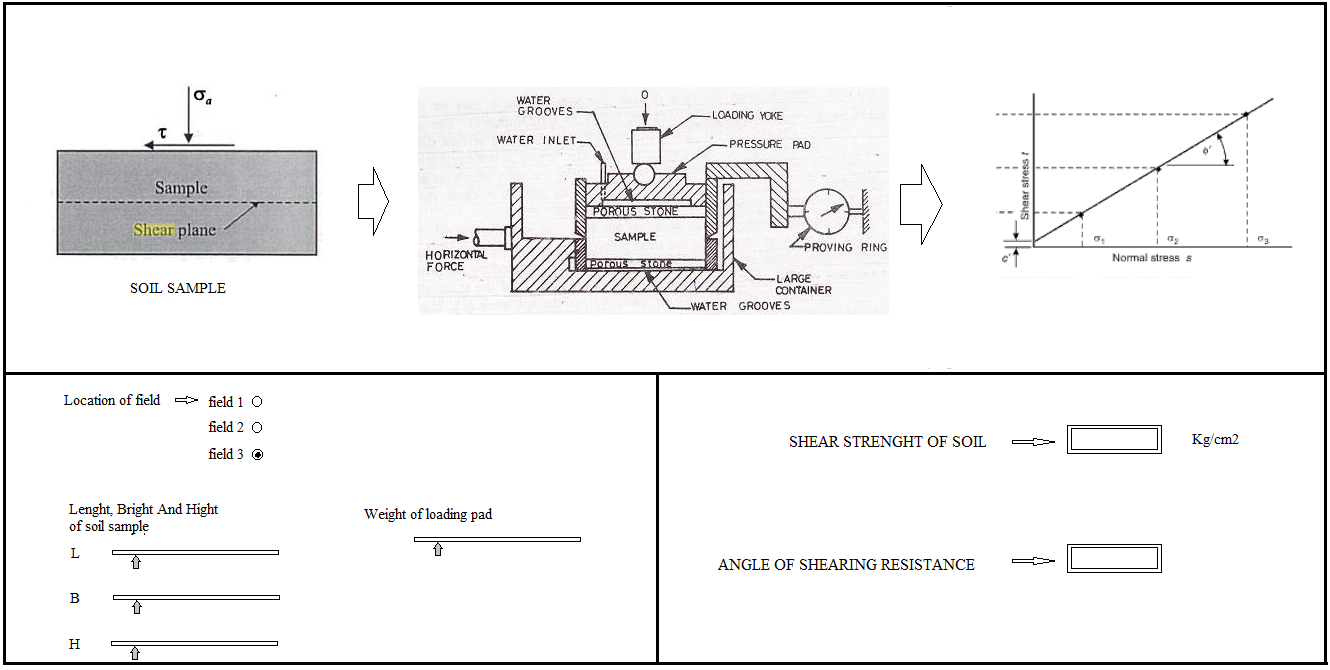 σa
τ
Sample
Shear plane
SOIL SAMPLE
WATER
GROOVES
WATER INLET
O
LOADING YOKE
PRESSURE PAD
POROUS STONE
SAMPLE
Porous Stone
HORIZONTAL
FORCE
PROVING RING
LARGE
CONTAINER
WATER GROOVES
Shear stress t
ϕ'
c'
σ1
σ2
σ3
Normal stress s
Location of field
field 1
field 2
field 3
Lenght, Bright And Hight
of soil sample
L
B
H
Weight of loading pad
SHEAR STRENGHT OF SOIL
Kg/cm2
ANGLE OF SHEARING RESISTANCE